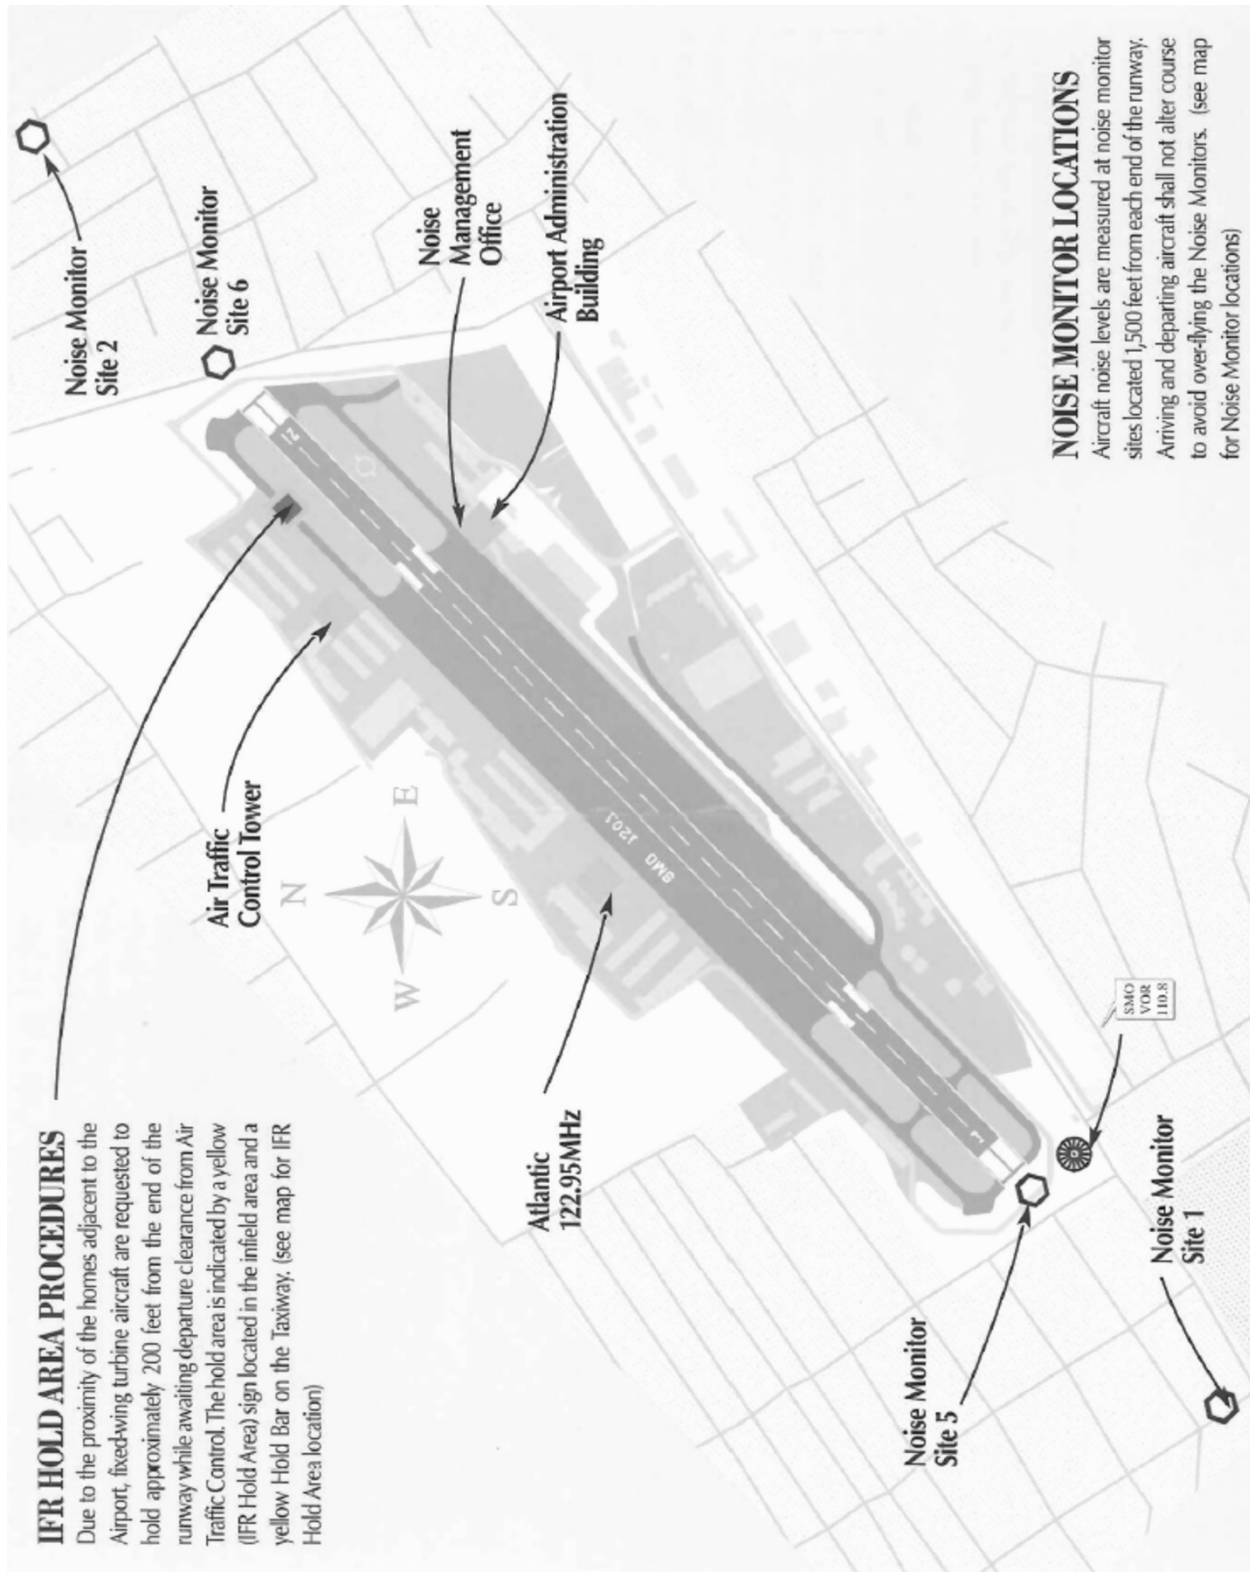 IFR HOLD AREA PROCEDURES
Due to the proximity of the homes adjacent to the
Airport, fixed-wing turbine aircraft are requested to
hold approximately 200 feet from the end of the
runway while awaiting departure clearance from Air
Traffic Control. The hold area is indicated by a yellow
(IFR Hold Area) sign located in the infield area and a
yellow Hold Bar on the Taxiway. (see map for IFR
Hold Area location)
Noise Monitor
Site 2
Noise Monitor
Site 6
Air Traffic
Control Tower
N
E
S
W
Noise
Management
Office
Airport Administration
Building
Atlantic
122.95MHz
21
SMO 120.1
3
Noise Monitor
Site 5
SMO
VOR
110.8
Noise Monitor
Site 1
NOISE MONITOR LOCATIONS
Aircraft noise levels are measured at noise monitor
sites located 1,500 feet from each end of the runway.
Arriving and departing aircraft shall not alter course
to avoid over-flying the Noise Monitors. (see map
for Noise Monitor locations)